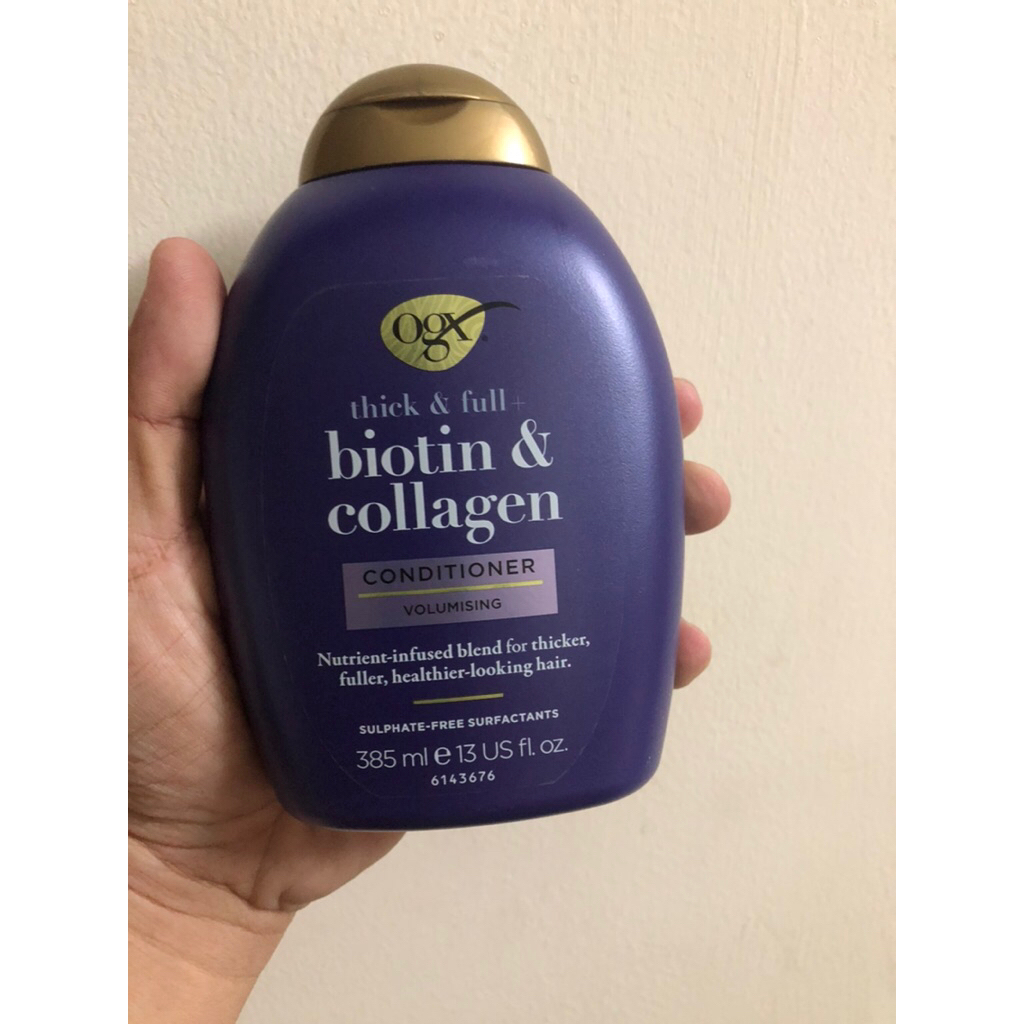 ogx
thick & full+
biotin &
collagen
CONDITIONER
VOLUMISING
Nutrient-infused blend for thicker,
fuller, healthier-looking hair.
SULPHATE-FREE SURFACTANTS
385 ml e 13 US fl. oz.
6143676